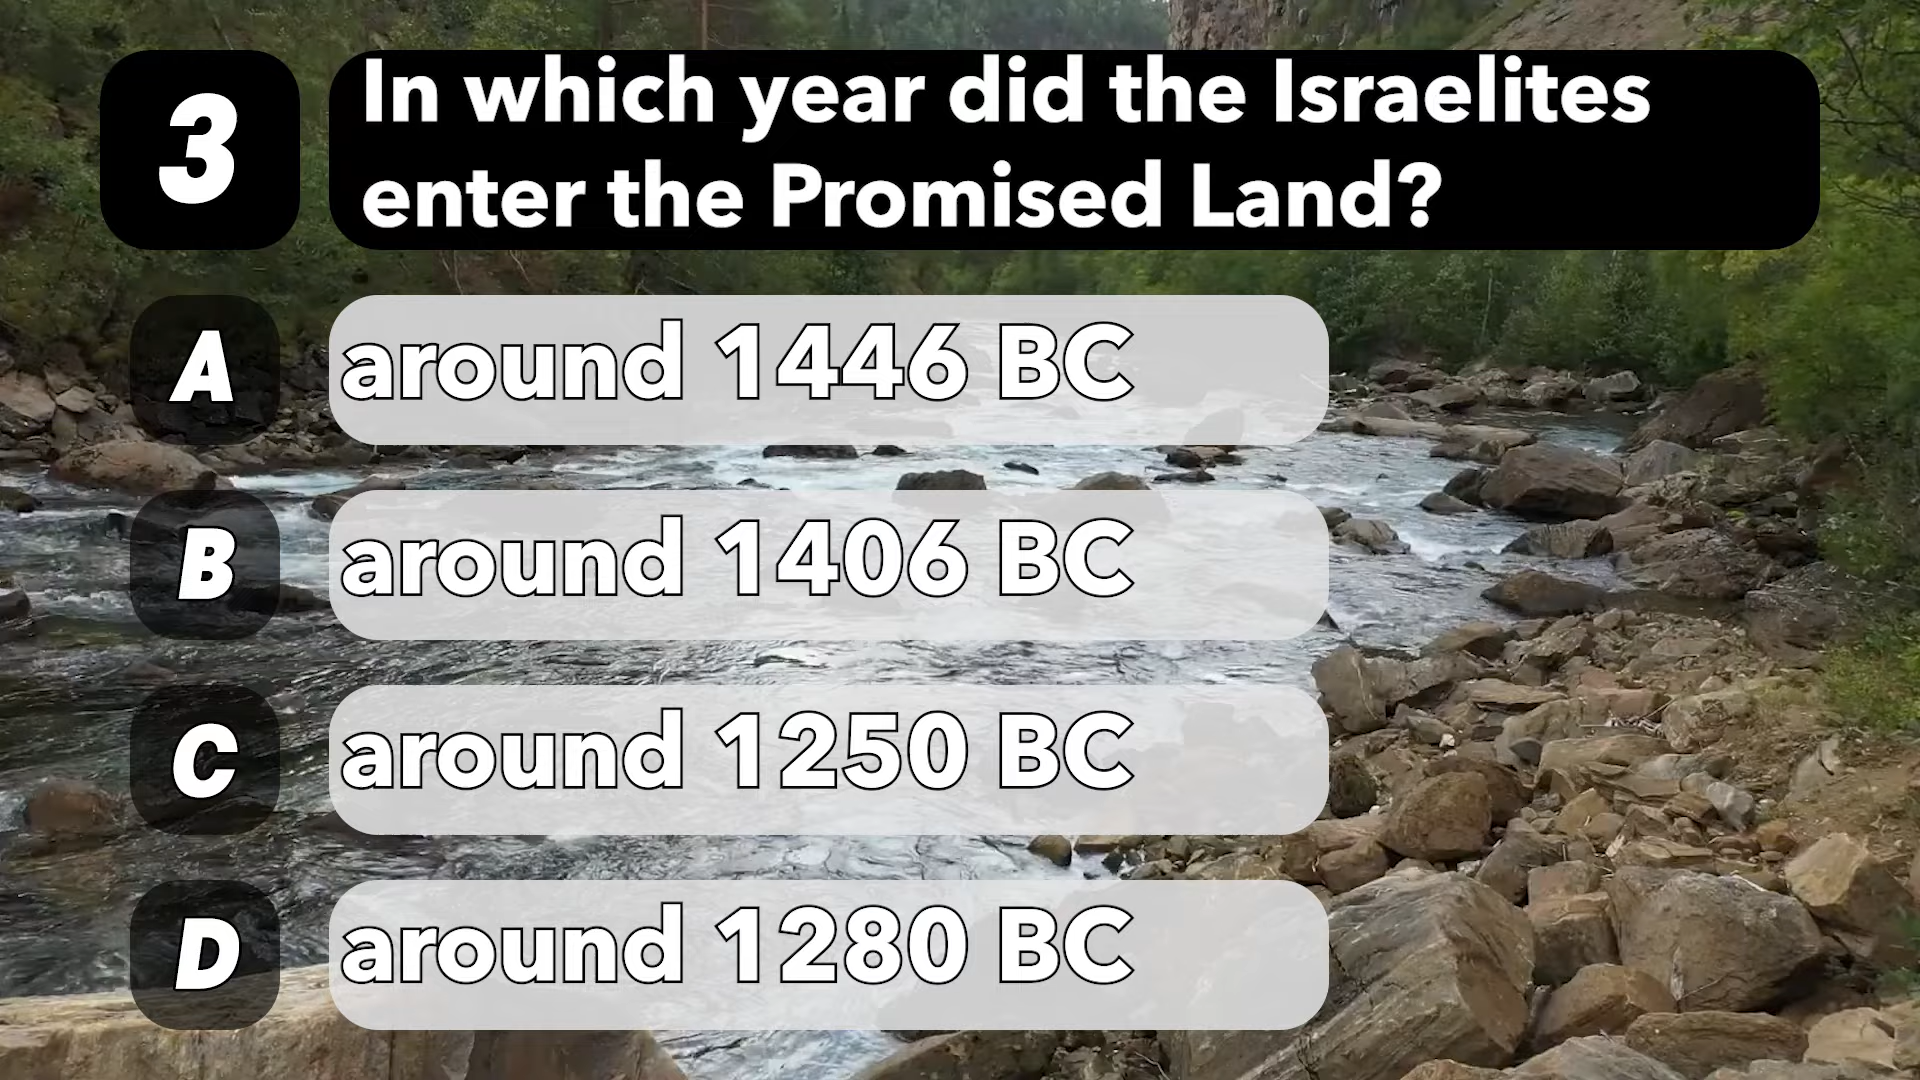 3
In which year did the Israelites
enter the Promised Land?
A
around 1446 BC
B
around 1406 BC
C
around 1250 BC
D
around 1280 BC